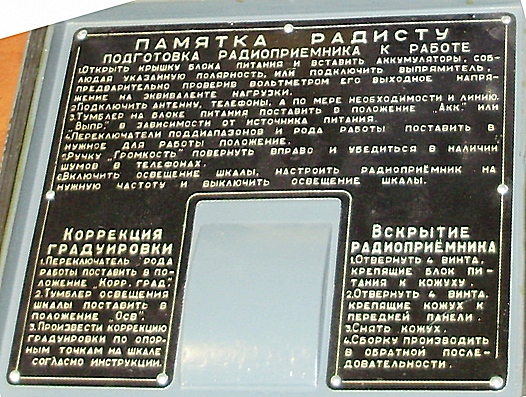 ПАМЯТКА РАДИСТУ
ПОДГОТОВКА РАДИОПРИЕМНИКА К РАБОТЕ
1.Открыть крышку блока питания и вставить аккумуляторы, соб-
людая указанную полярность, или подключить выпрямитель,
предварительно проверив вольтметром его выходное напря-
жение на эквиваленте нагрузки.
2.Подключить антенну, телефоны, а по мере необходимости и линию.
3.Тумблер на блоке питания поставить в положение „Акк." или
„Выпр." в зависимости от источника питания.
4.Переключатели поддиапазонов и рода работы поставить в
нужное для работы положение.
5.Ручку „Громкость" повернуть вправо и убедиться в наличии
шумов в телефонах.
6.Включить освещение шкалы, настроить радиоприёмник на
нужную частоту и выключить освещение шкалы.
Коррекция
градуировки
1.Переключатель рода
работы поставить в по-
ложение „Корр. град."
2.Тумблер освещения
шкалы поставить в
положение „Осв".
3.Произвести коррекцию
градуировки по опор-
ным точкам на шкале
согласно инструкции.
Вскрытие
радиоприёмника
1.Отвернуть 4 винта,
крепящие блок пи-
тания к кожуху.
2.Отвернуть 4 винта,
крепящие кожух к
передней панели.
3.Снять кожух.
4.Сборку производить
в обратной после-
довательности.